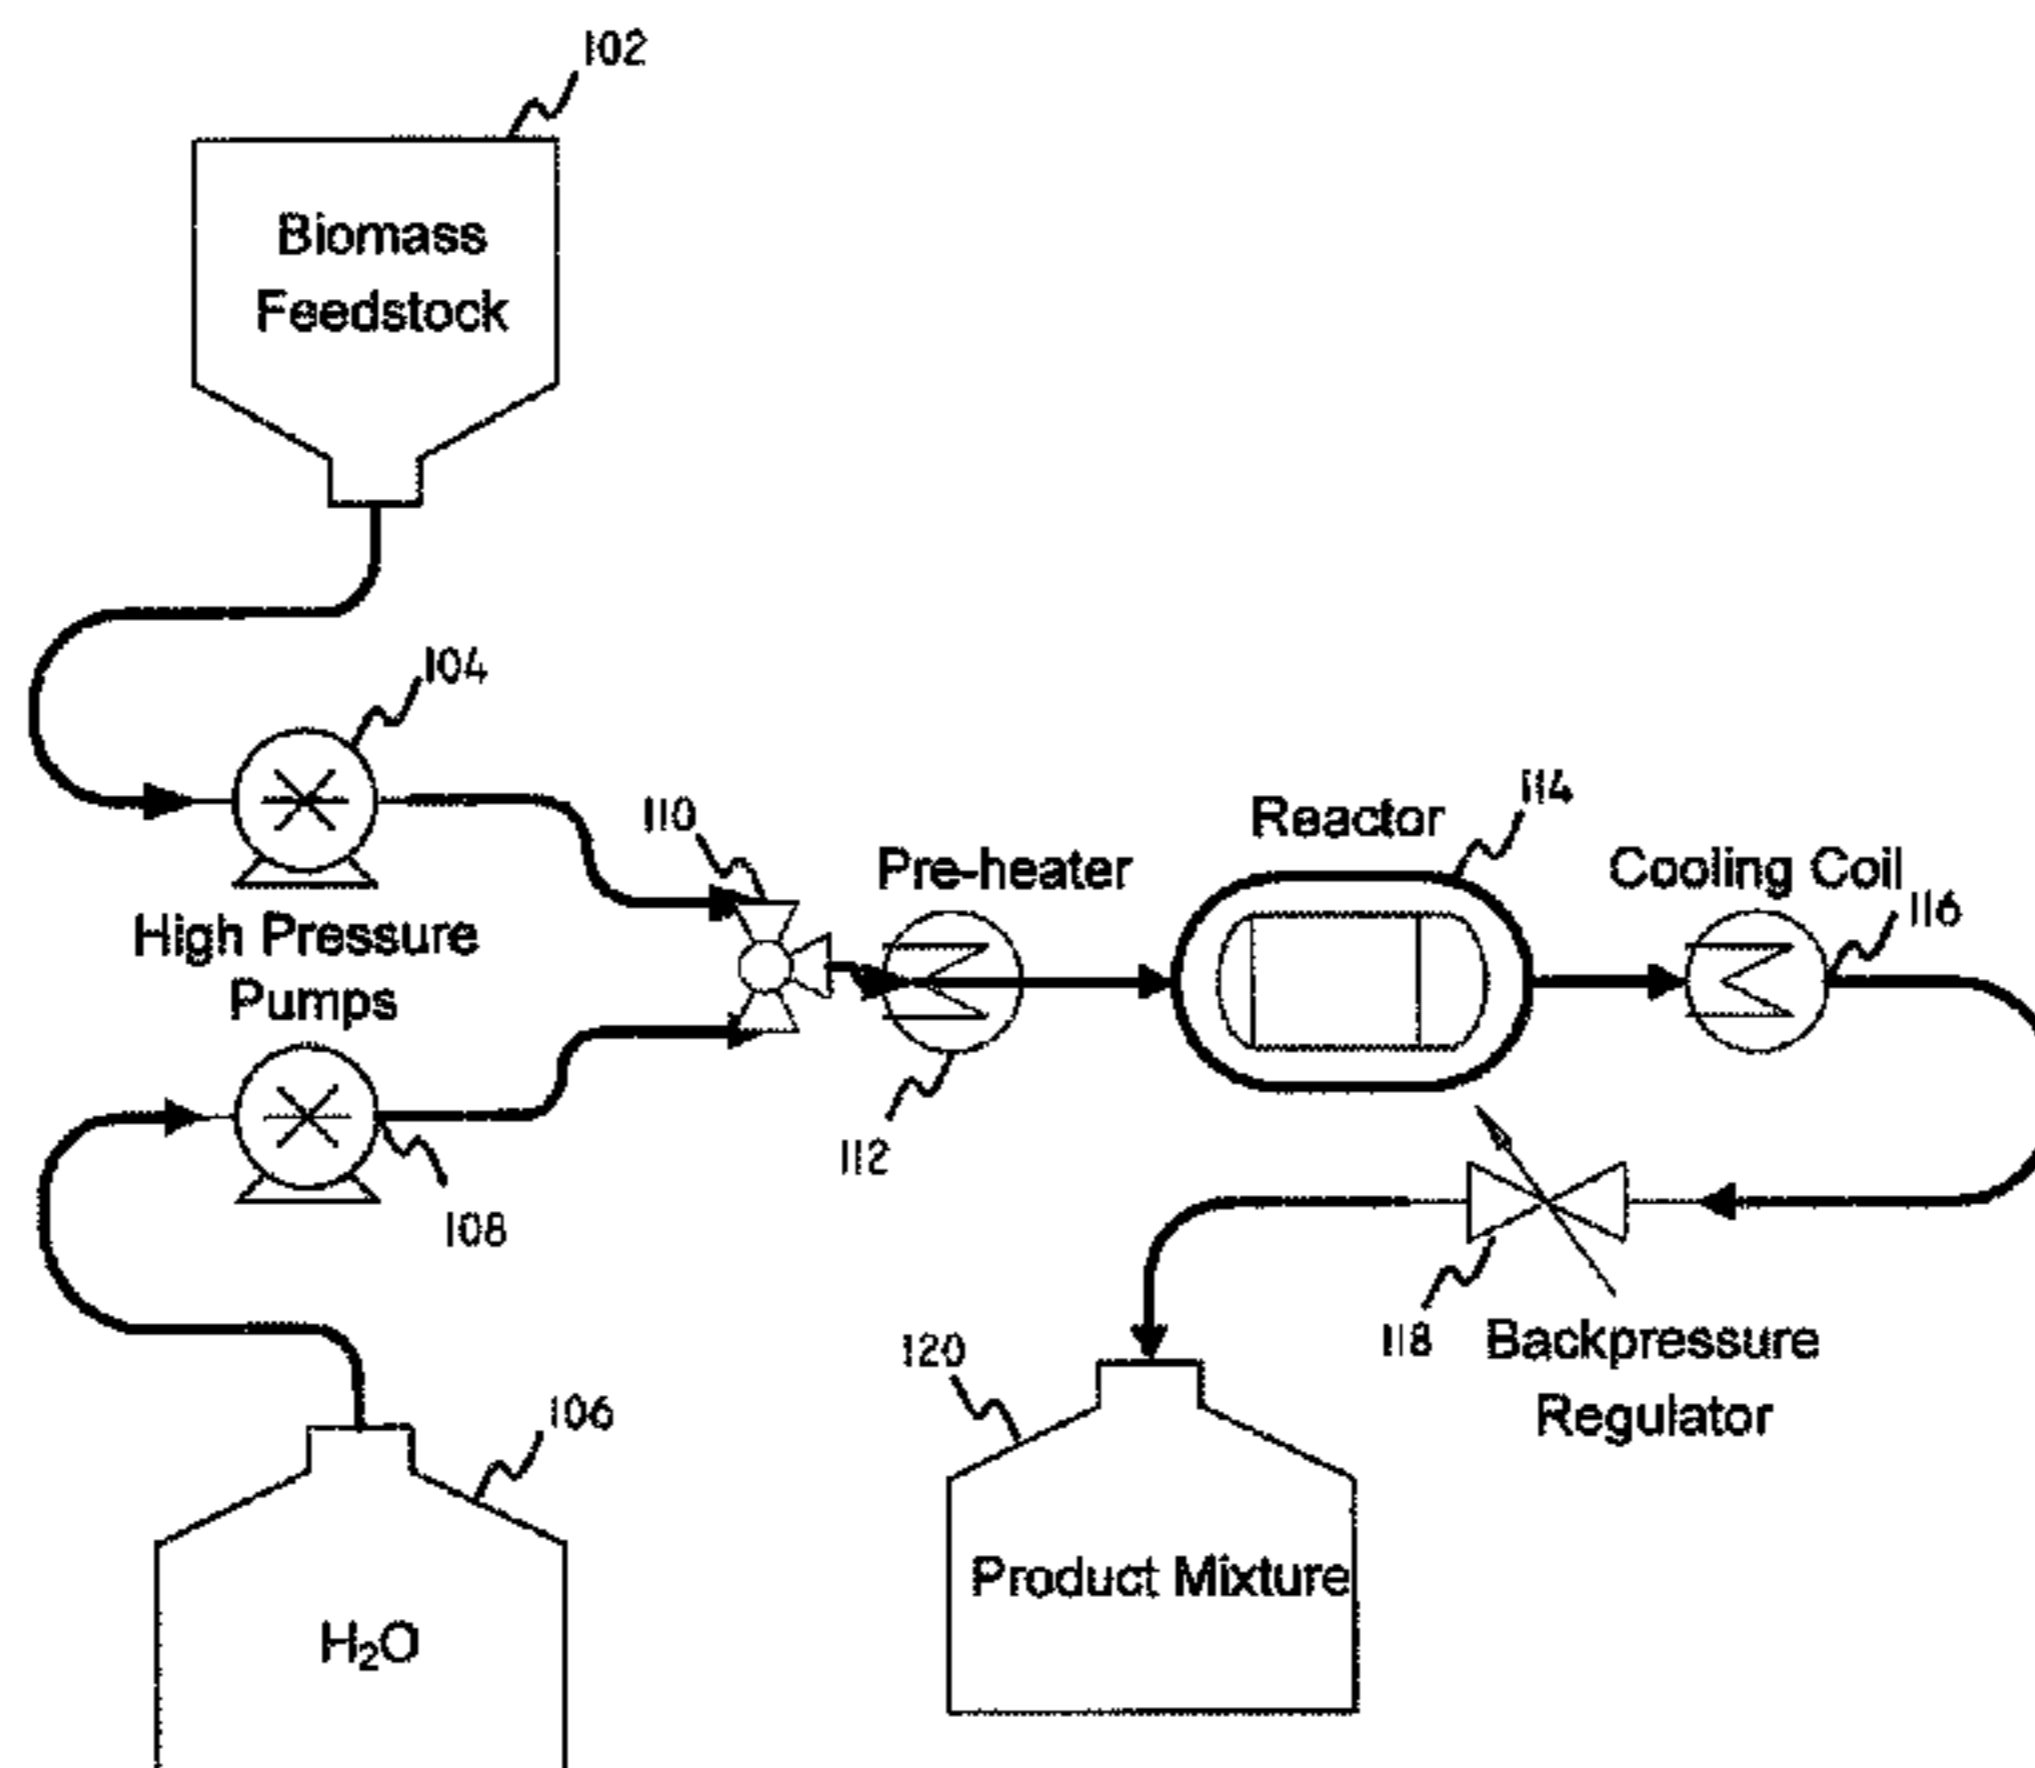 102
Biomass
Feedstock
104
High Pressure
Pumps
110
Pre-heater
Reactor
114
Cooling Coil
116
112
108
118
Backpressure
Regulator
120
106
Product Mixture
H₂O